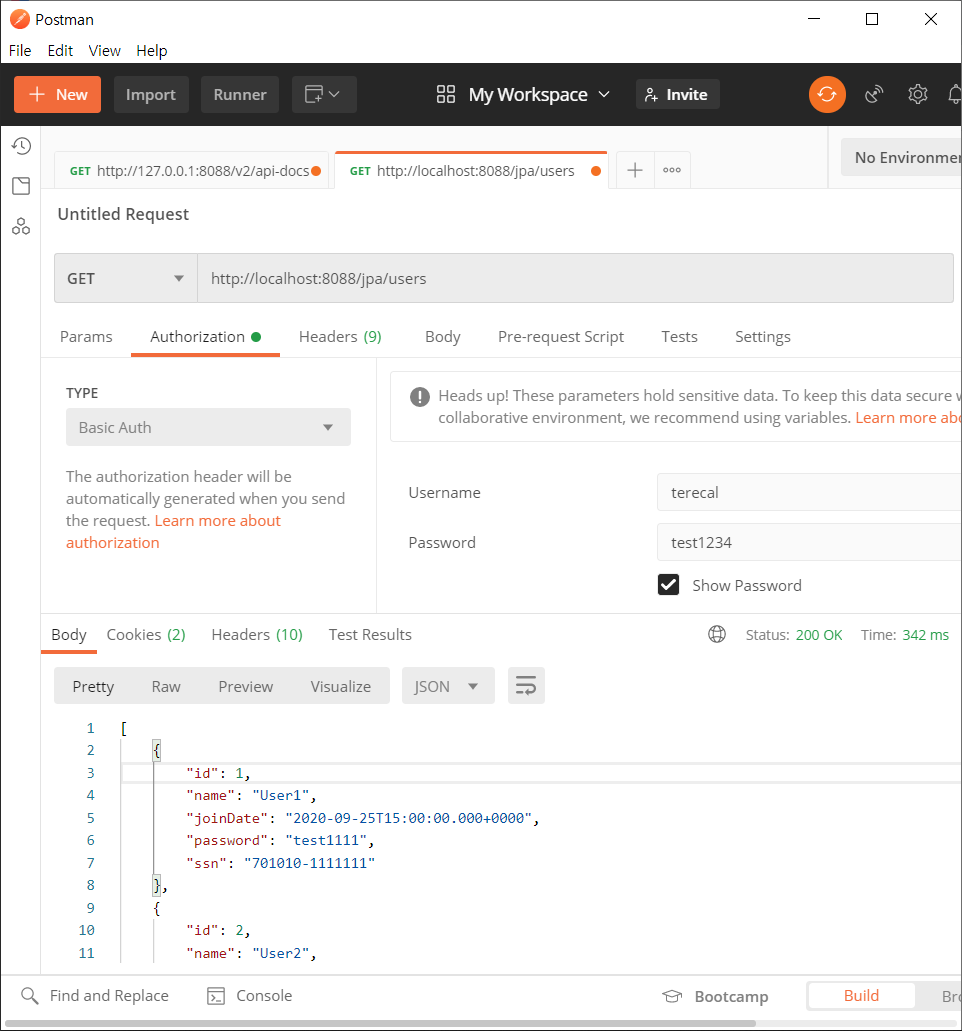 Postman
File Edit View Help
New Import Runner My Workspace Invite
GET http://127.0.0.1:8088/v2/api-docs GET http://localhost:8088/jpa/users No Environmen
Untitled Request
GET http://localhost:8088/jpa/users
Params Authorization Headers (9) Body Pre-request Script Tests Settings
TYPE
Basic Auth
The authorization header will be
automatically generated when you send
the request. Learn more about
authorization
Heads up! These parameters hold sensitive data. To keep this data secure w
collaborative environment, we recommend using variables. Learn more abo
Username terecal
Password test1234
Show Password
Body Cookies (2) Headers (10) Test Results Status: 200 OK Time: 342 ms
Pretty Raw Preview Visualize JSON
1 [
2 {
3 "id": 1,
4 "name": "User1",
5 "joinDate": "2020-09-25T15:00:00.000+0000",
6 "password": "test1111",
7 "ssn": "701010-1111111"
8 },
9 {
10 "id": 2,
11 "name": "User2",
Find and Replace Console Bootcamp Build Bro